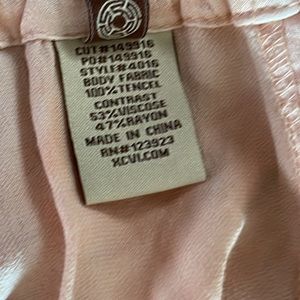 CUT#149916
PO#149916
STYLE#4016
BODY FABRIC
100%TENCEL
CONTRAST
53%VISCOSE
47%RAYON
MADE IN CHINA
RN#123923
XCVI.COM